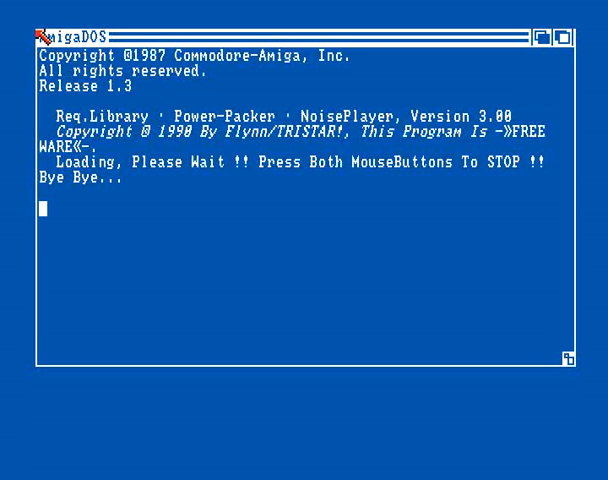 AmigaDOS
Copyright ©1987 Commodore-Amiga, Inc.
All rights reserved.
Release 1.3
Req.Library · Power-Packer · NoisePlayer, Version 3.00
Copyright © 1990 By Flynn/TRISTAR!, This Program Is -»FREE
WARE«-.
Loading, Please Wait !! Press Both MouseButtons To STOP !!
Bye Bye...